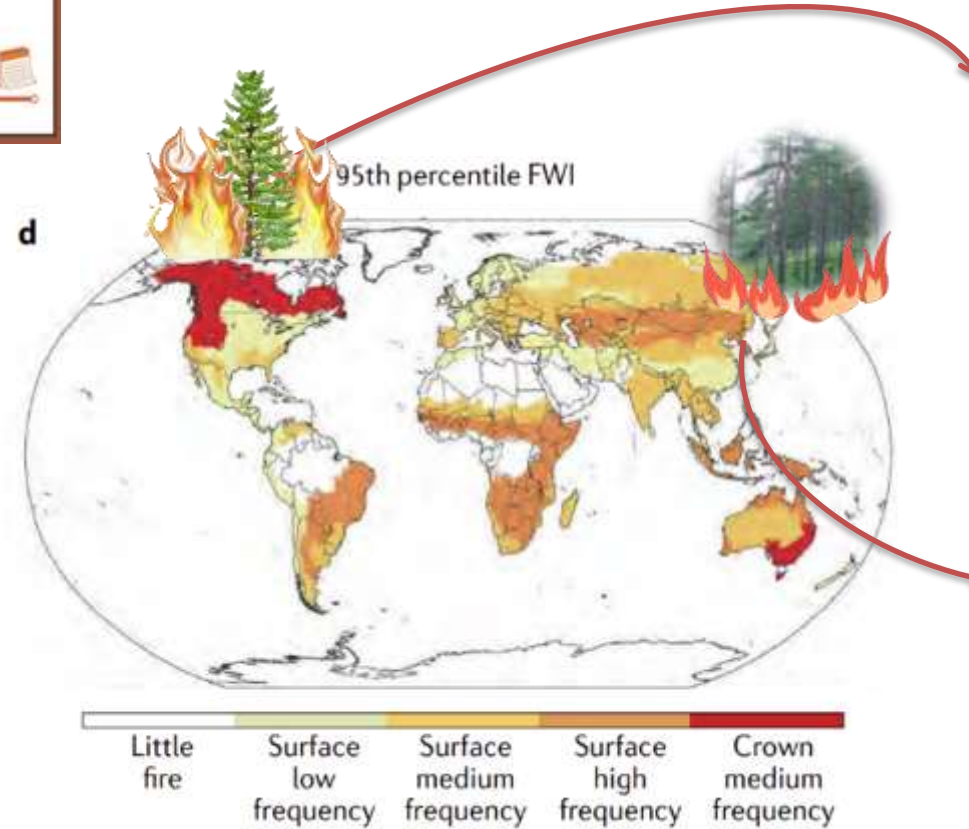 95th percentile FWI
d
Little fire
Surface low frequency
Surface medium frequency
Surface high frequency
Crown medium frequency